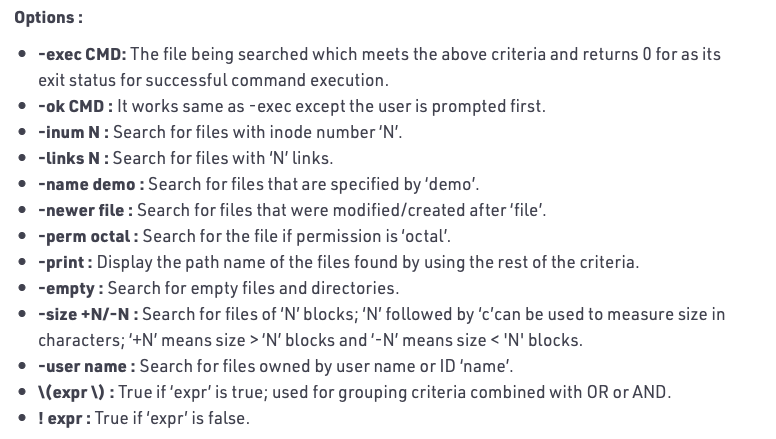 Options :
• -exec CMD: The file being searched which meets the above criteria and returns 0 for as its
exit status for successful command execution.
• -ok CMD : It works same as -exec except the user is prompted first.
• -inum N : Search for files with inode number ‘N’.
• -links N : Search for files with ‘N’ links.
• -name demo : Search for files that are specified by ‘demo’.
• -newer file : Search for files that were modified/created after ‘file’.
• -perm octal : Search for the file if permission is ‘octal’.
• -print : Display the path name of the files found by using the rest of the criteria.
• -empty : Search for empty files and directories.
• -size +N/-N : Search for files of ‘N’ blocks; ‘N’ followed by ‘c’can be used to measure size in
characters; ‘+N’ means size > ‘N’ blocks and ‘-N’ means size < 'N' blocks.
• -user name : Search for files owned by user name or ID ‘name’.
• \(expr \) : True if ‘expr’ is true; used for grouping criteria combined with OR or AND.
• ! expr : True if ‘expr’ is false.